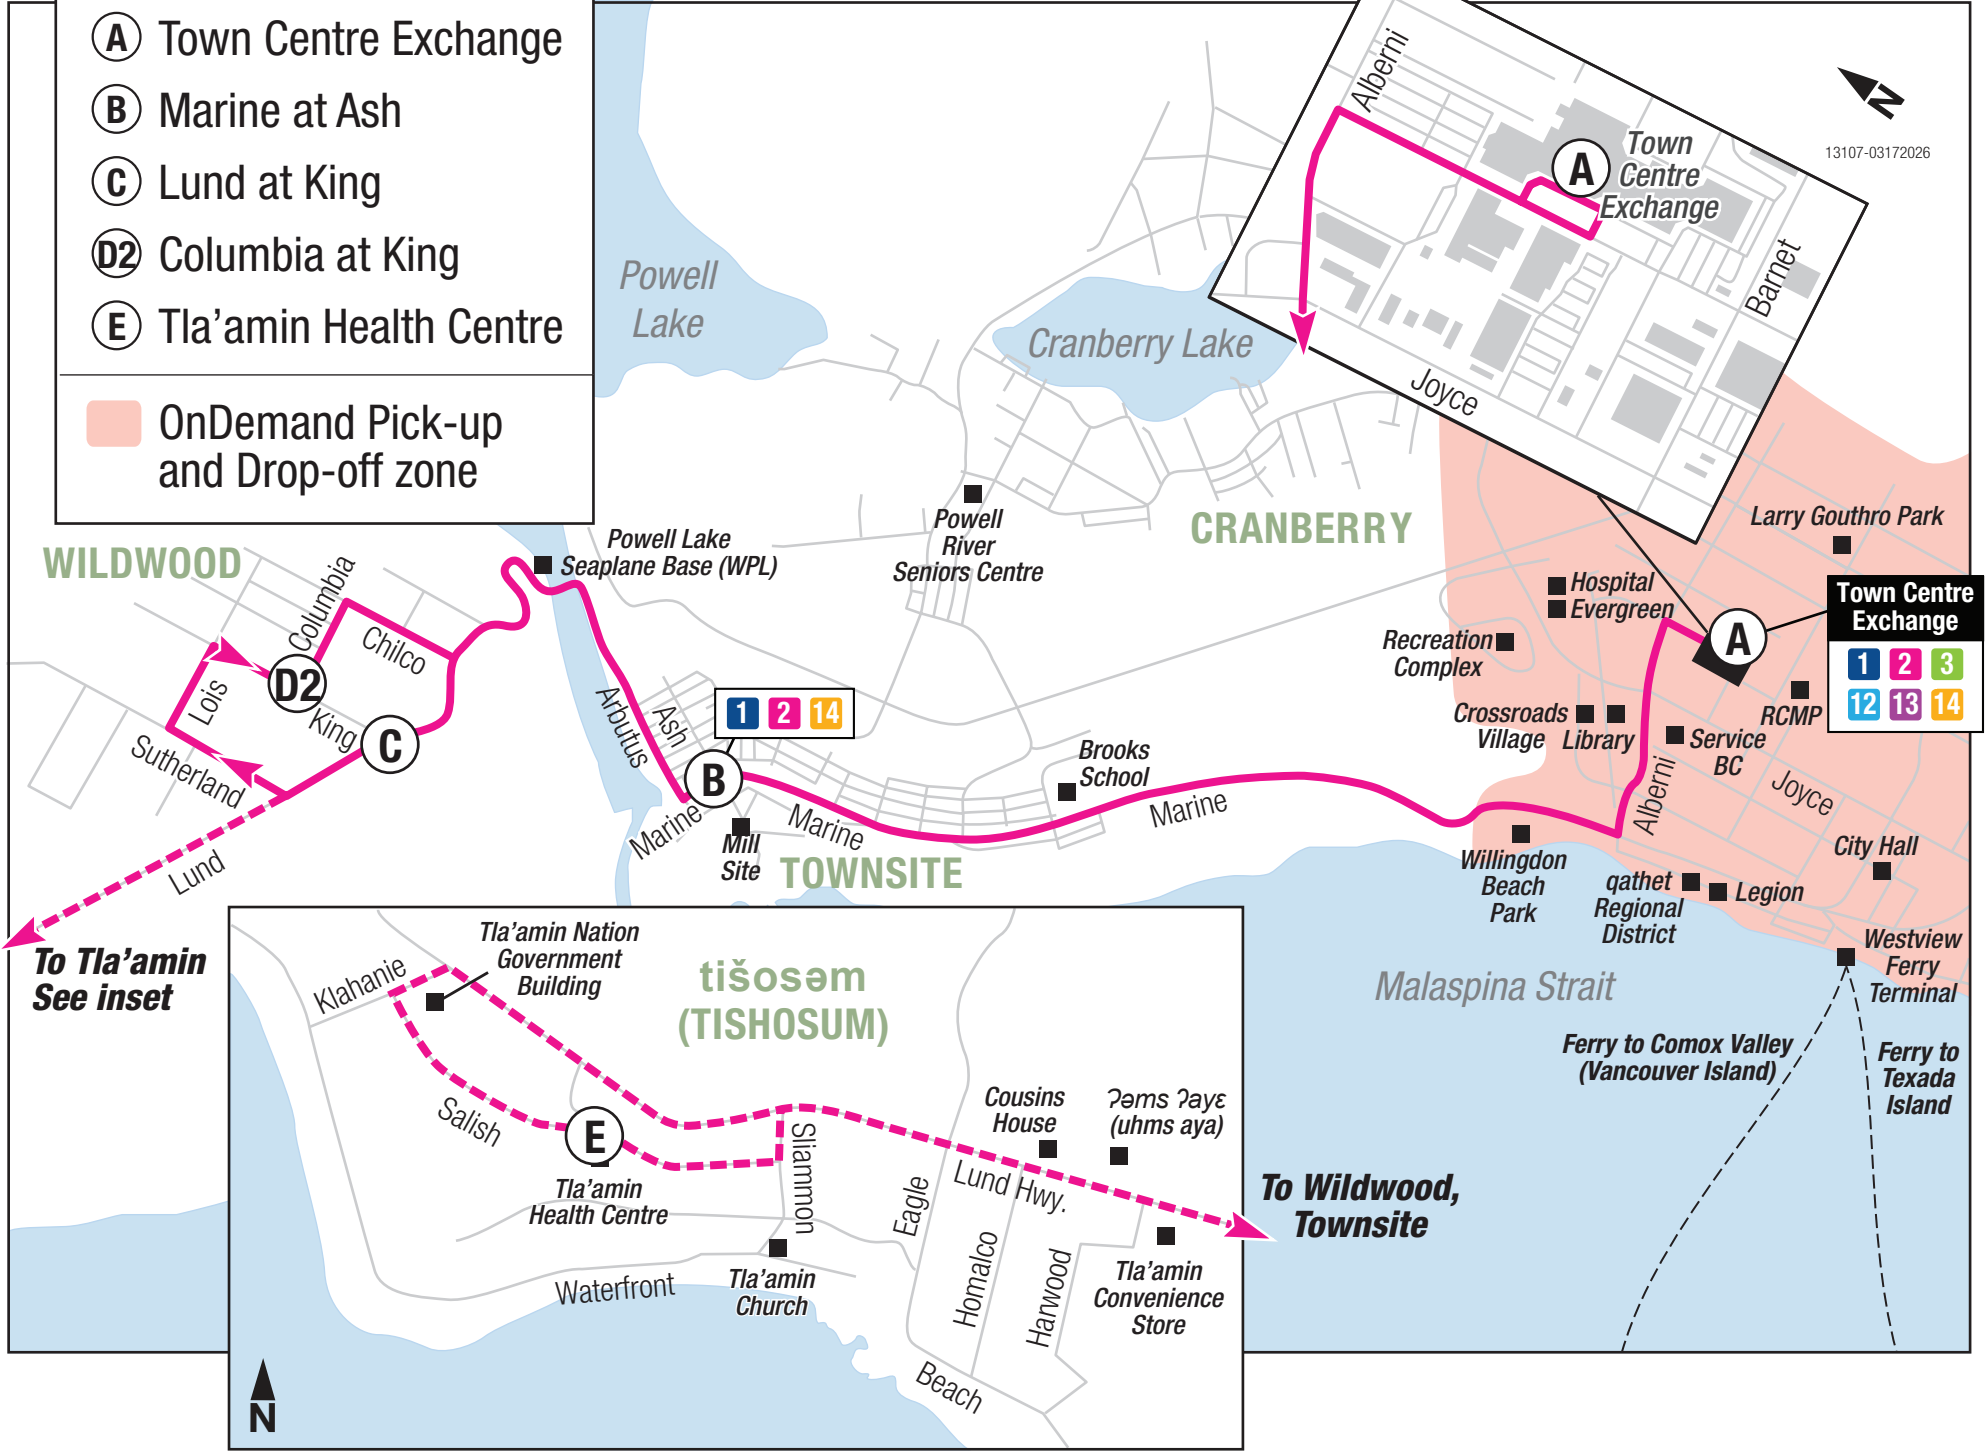 A Town Centre Exchange
B Marine at Ash
C Lund at King
D2 Columbia at King
E Tla'amin Health Centre
OnDemand Pick-up
and Drop-off zone
Alberni
A
Town
Centre
Exchange
Barnet
Joyce
N
13107-03172026
Powell
Lake
Cranberry Lake
WILDWOOD
Columbia
Chilco
Lois
D2
King
C
Sutherland
Lund
To Tla'amin
See inset
Powell Lake
Seaplane Base (WPL)
Arbutus
Ash
1 2 14
B
Marine
Mill
Site
Marine
TOWNSITE
Powell
River
Seniors Centre
CRANBERRY
Brooks
School
Marine
Larry Gouthro Park
Hospital
Evergreen
Recreation
Complex
Crossroads
Village
Library
A
Town Centre
Exchange
1 2 3
12 13 14
RCMP
Service
BC
Alberni
Joyce
City Hall
Willingdon
Beach
Park
qathet
Regional
District
Legion
Westview
Ferry
Terminal
Malaspina Strait
Ferry to Comox Valley
(Vancouver Island)
Ferry to
Texada
Island
Klahanie
Tla'amin Nation
Government
Building
tišosəm
(TISHOSUM)
Salish
E
Tla'amin
Health Centre
Sliammon
Waterfront
Tla'amin
Church
Eagle
Lund Hwy.
Cousins
House
ʔəms ʔayɛ
(uhms aya)
Homalco
Harwood
Tla'amin
Convenience
Store
Beach
To Wildwood,
Townsite
N